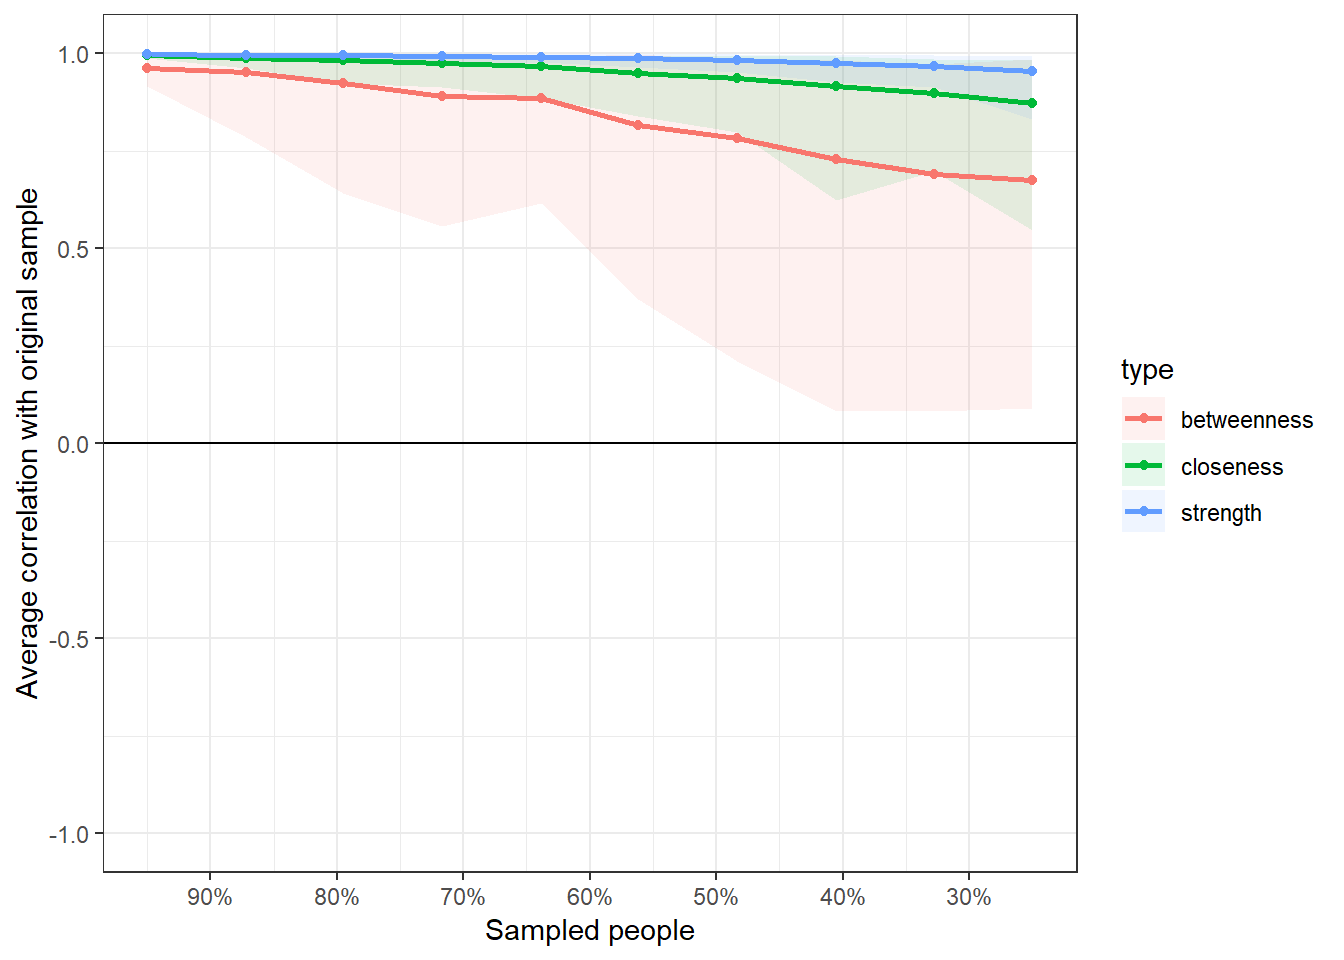 Average correlation with original sample
1.0
0.5
0.0
-0.5
-1.0
90% 80% 70% 60% 50% 40% 30%
Sampled people
type
betweenness
closeness
strength